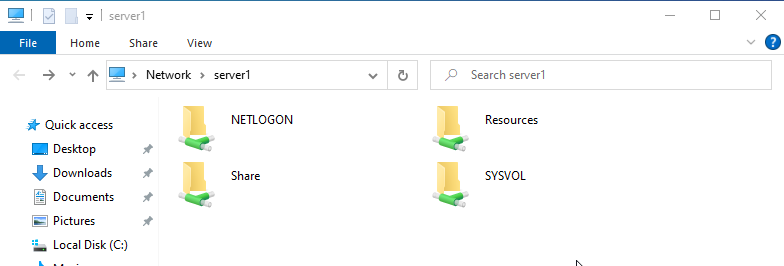 server1
File Home Share View
Network server1 Search server1
NETLOGON Resources
Quick access
Desktop
Downloads
Share SYSVOL
Documents
Pictures
Local Disk (C:)